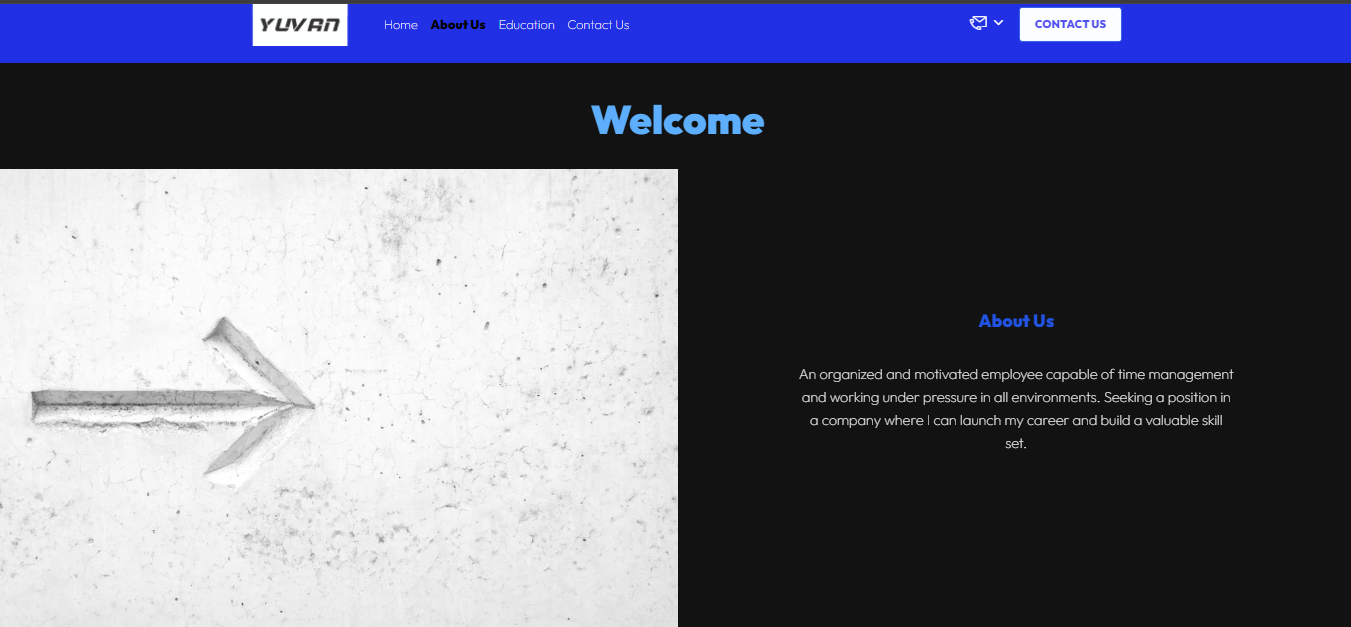 YUVAN
Home About Us Education Contact Us
CONTACT US
Welcome
About Us
An organized and motivated employee capable of time management
and working under pressure in all environments. Seeking a position in
a company where I can launch my career and build a valuable skill
set.